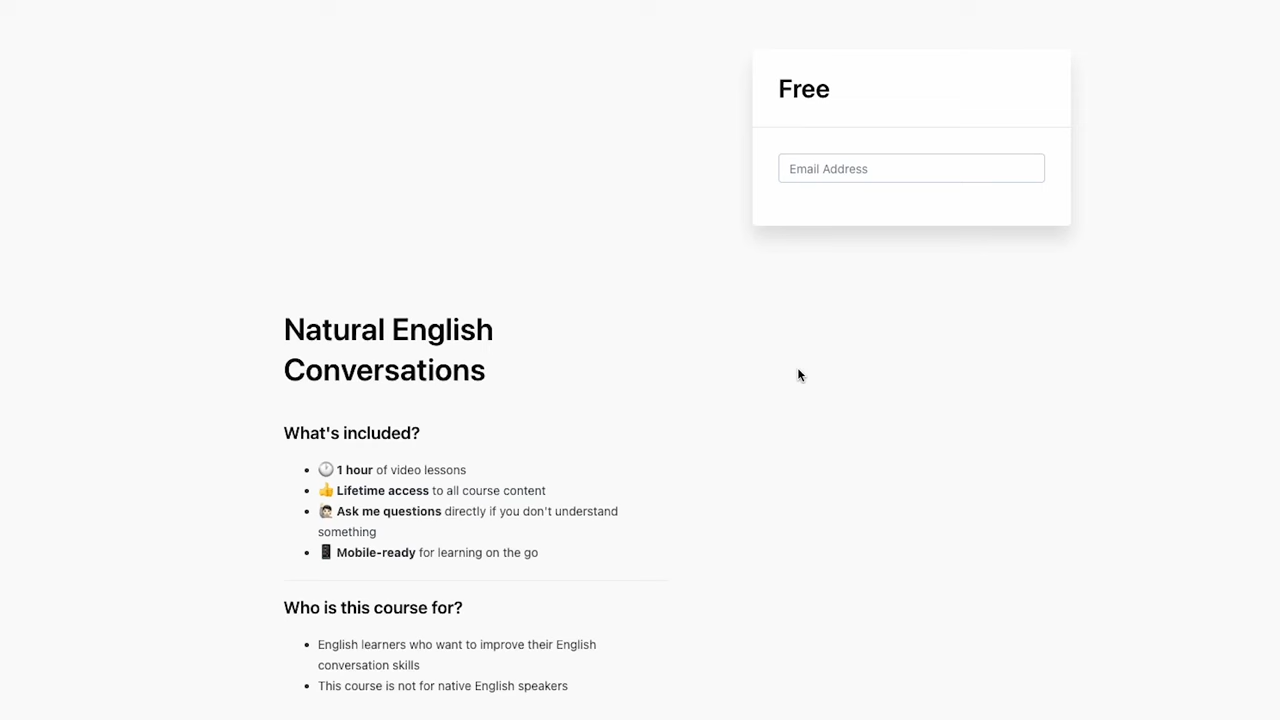 Free
Email Address
Natural English
Conversations
What's included?
🕐 1 hour of video lessons
👍 Lifetime access to all course content
🙋🏻 Ask me questions directly if you don't understand
something
📱 Mobile-ready for learning on the go
Who is this course for?
English learners who want to improve their English
conversation skills
This course is not for native English speakers